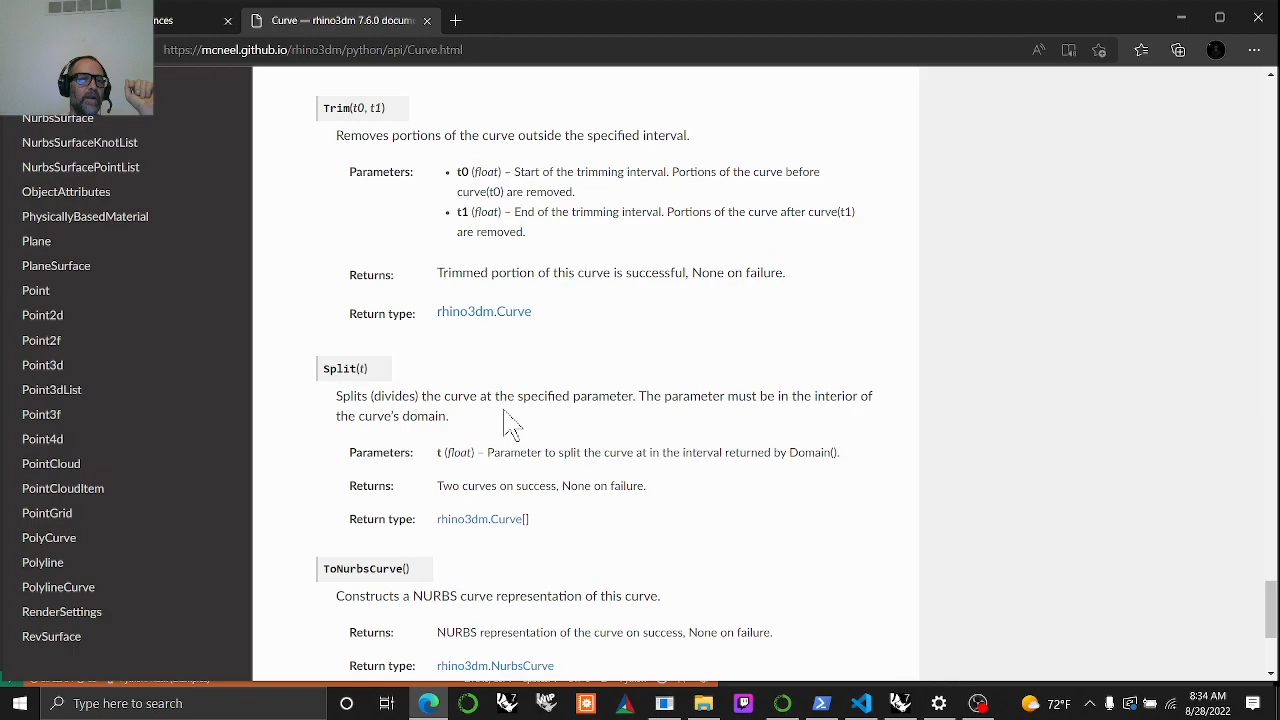 nces
Curve — rhino3dm 7.6.0 docum
https://mcneel.github.io/rhino3dm/python/api/Curve.html
NurbsSurface
NurbsSurfaceKnotList
NurbsSurfacePointList
ObjectAttributes
PhysicallyBasedMaterial
Plane
PlaneSurface
Point
Point2d
Point2f
Point3d
Point3dList
Point3f
Point4d
PointCloud
PointCloudItem
PointGrid
PolyCurve
Polyline
PolylineCurve
RenderSettings
RevSurface
Trim(t0, t1)
Removes portions of the curve outside the specified interval.
Parameters:
• t0 (float) – Start of the trimming interval. Portions of the curve before
curve(t0) are removed.
• t1 (float) – End of the trimming interval. Portions of the curve after curve(t1)
are removed.
Returns: Trimmed portion of this curve is successful, None on failure.
Return type: rhino3dm.Curve
Split(t)
Splits (divides) the curve at the specified parameter. The parameter must be in the interior of
the curve's domain.
Parameters: t (float) – Parameter to split the curve at in the interval returned by Domain().
Returns: Two curves on success, None on failure.
Return type: rhino3dm.Curve[]
ToNurbsCurve()
Constructs a NURBS curve representation of this curve.
Returns: NURBS representation of the curve on success, None on failure.
Return type: rhino3dm.NurbsCurve
Type here to search
72°F
8:34 AM
8/28/2022